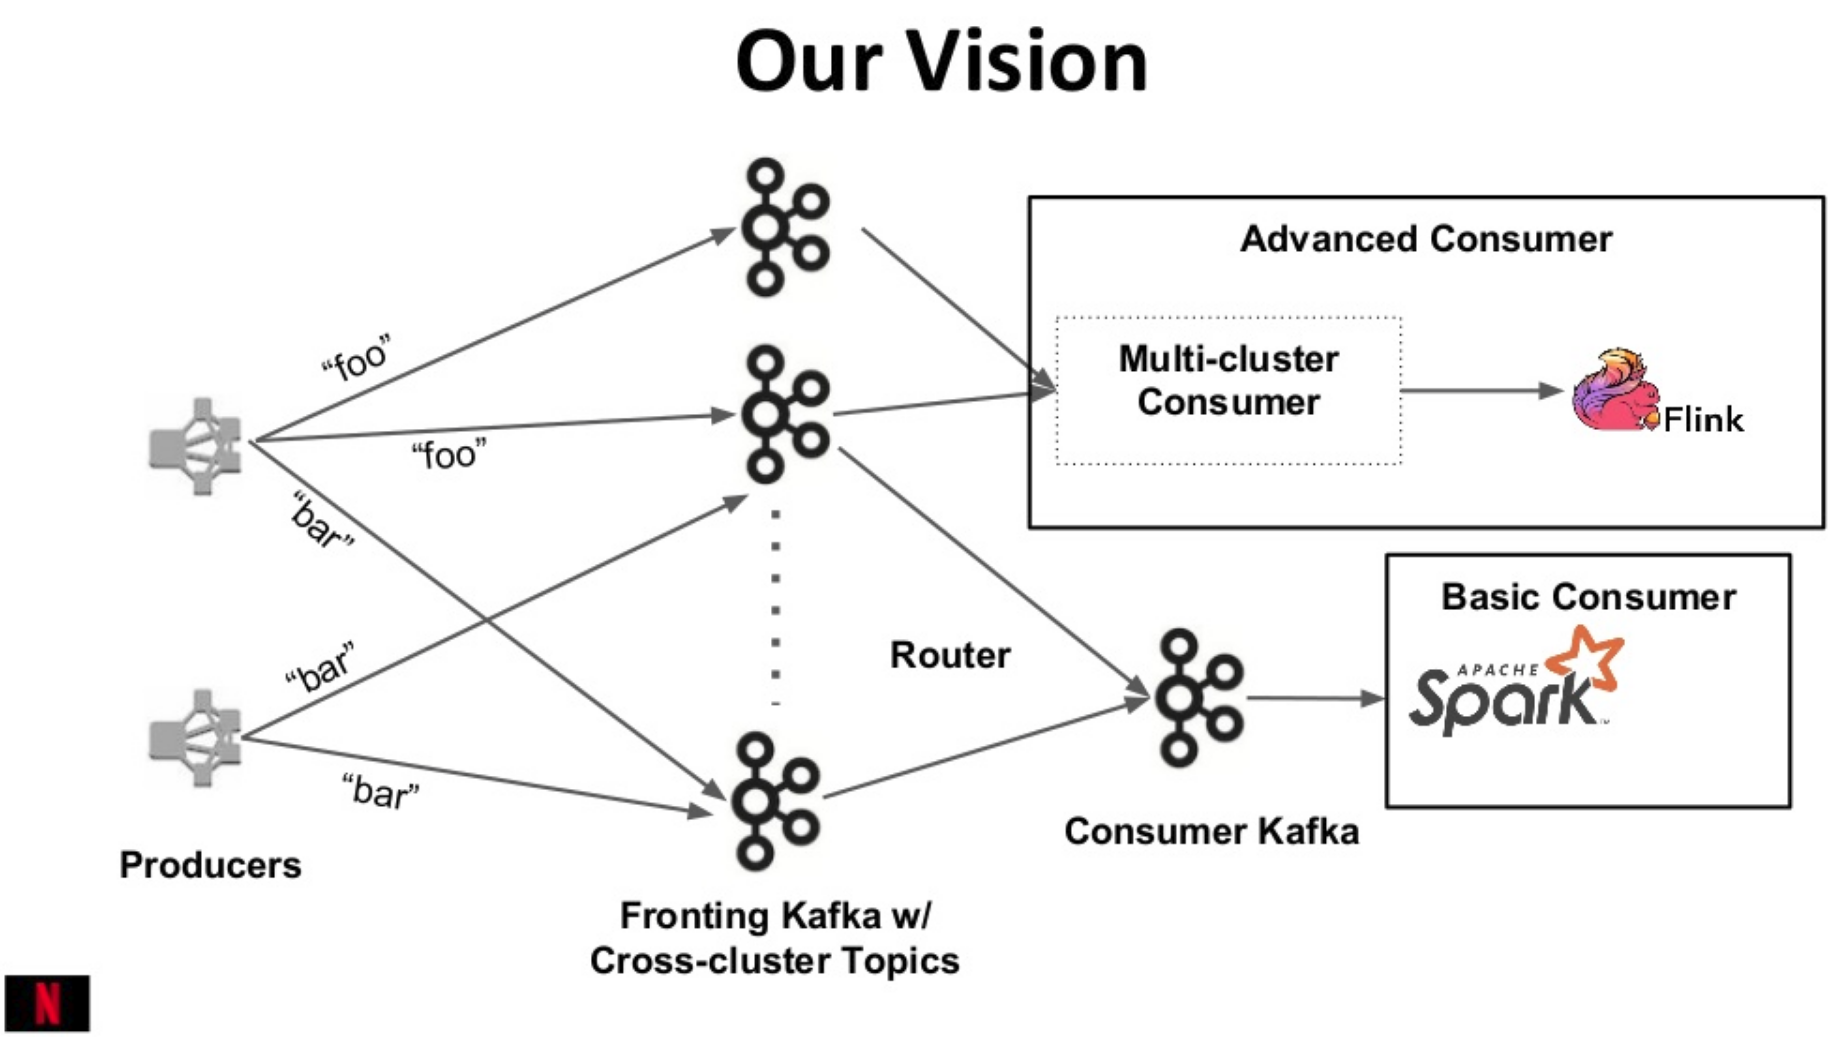 Our Vision
“foo”
“foo”
“bar”
“bar”
“bar”
Producers
Fronting Kafka w/
Cross-cluster Topics
Router
Consumer Kafka
Advanced Consumer
Multi-cluster
Consumer
Flink
Basic Consumer
APACHE
Spark™
N